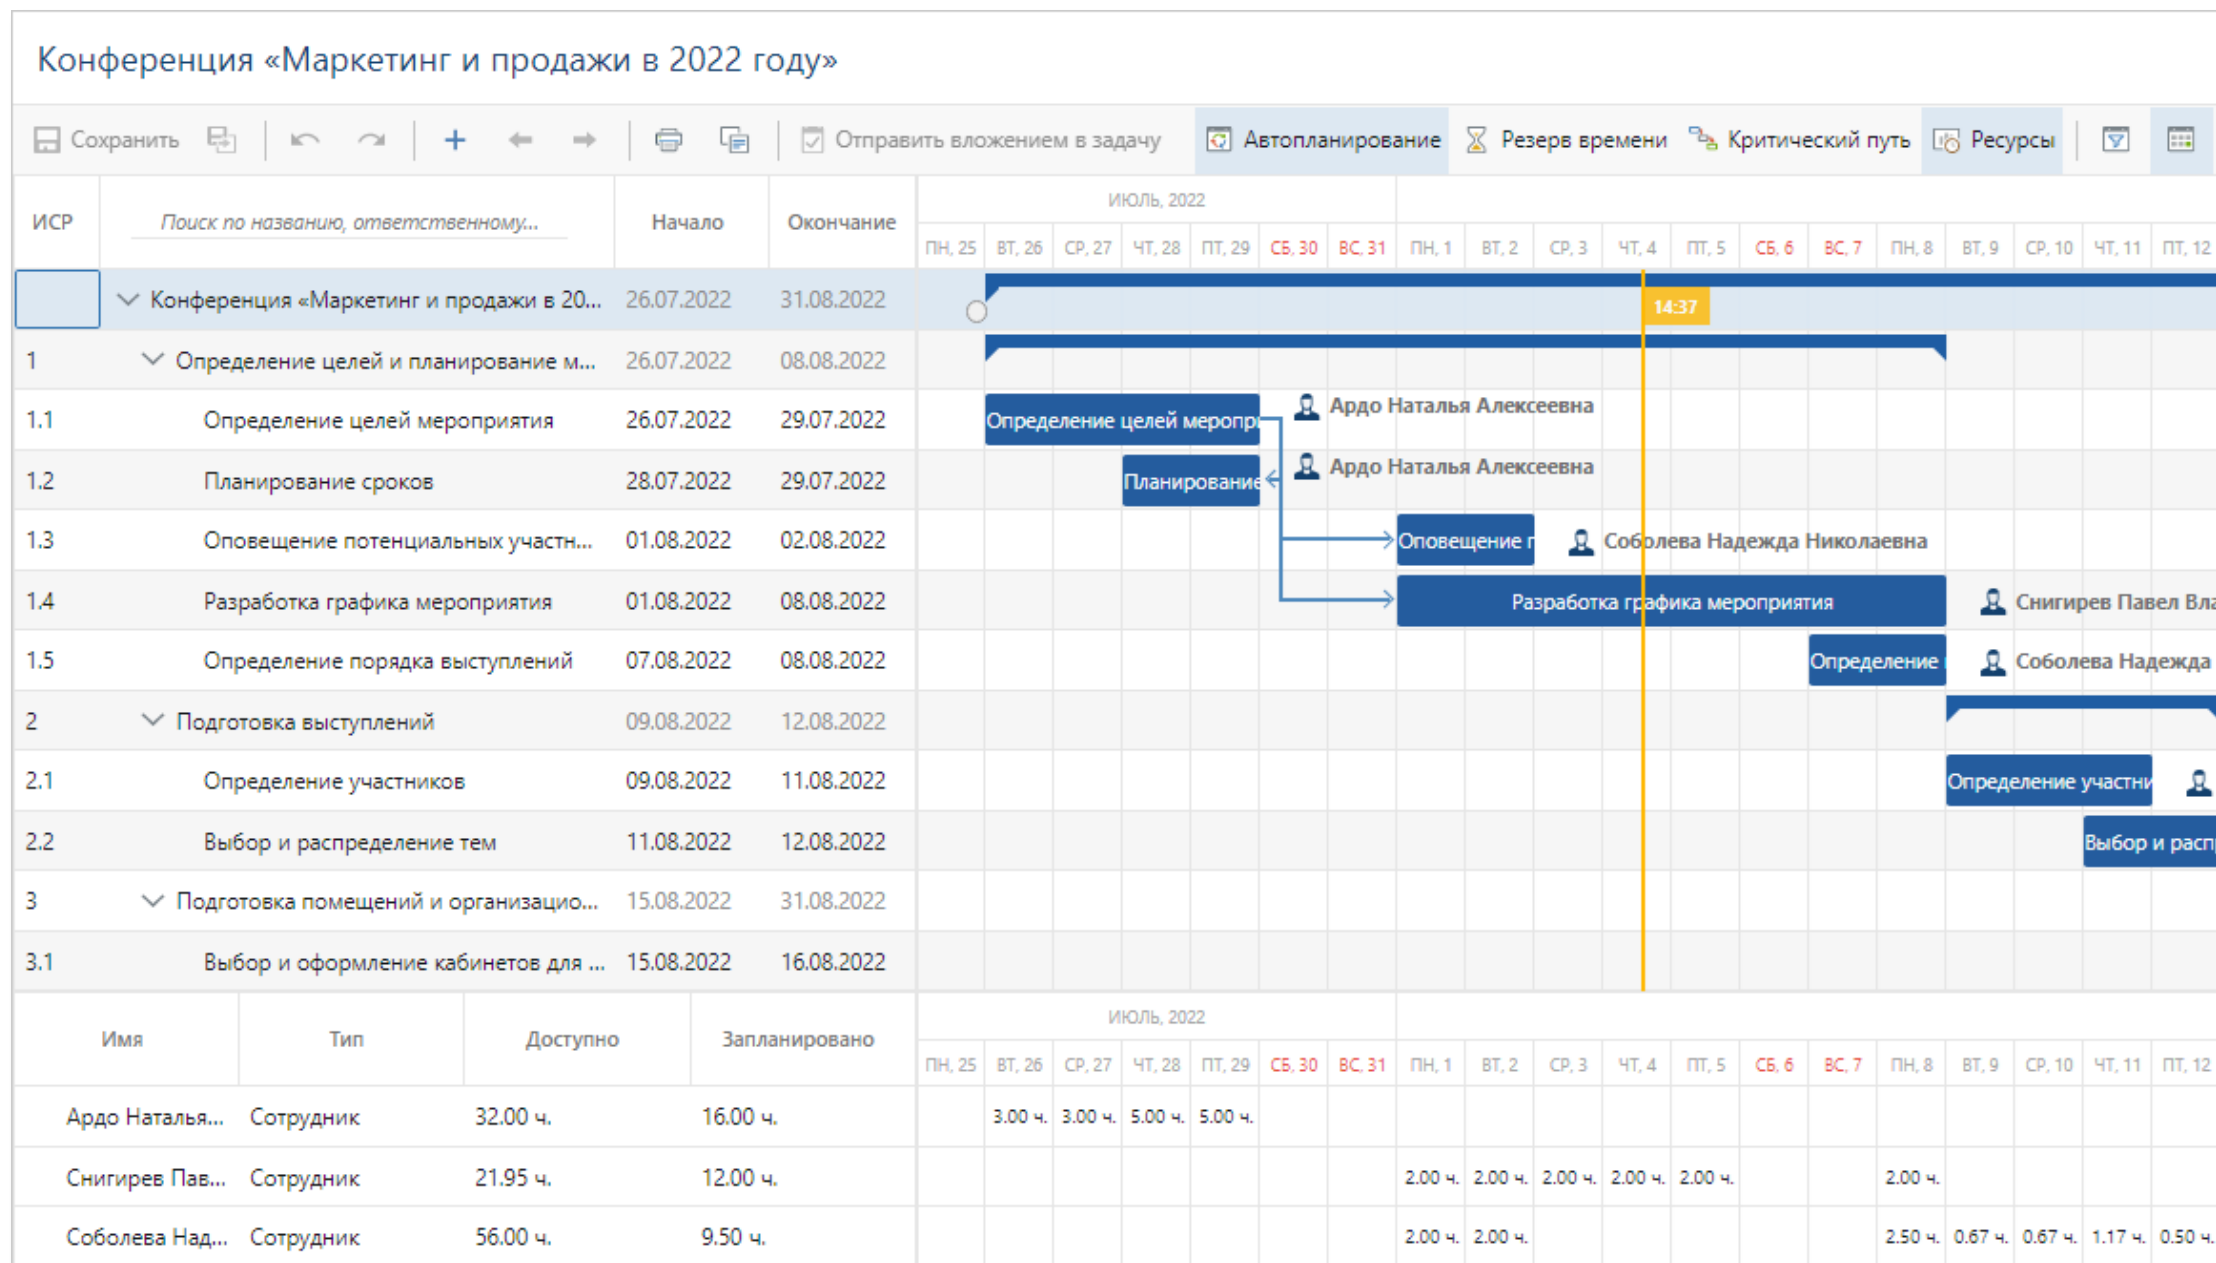 Конференция «Маркетинг и продажи в 2022 году»
Сохранить Отправить вложением в задачу Автопланирование Резерв времени Критический путь Ресурсы
ИСР Поиск по названию, ответственному... Начало Окончание
ИЮЛЬ, 2022
ПН, 25 ВТ, 26 СР, 27 ЧТ, 28 ПТ, 29 СБ, 30 ВС, 31 ПН, 1 ВТ, 2 СР, 3 ЧТ, 4 ПТ, 5 СБ, 6 ВС, 7 ПН, 8 ВТ, 9 СР, 10 ЧТ, 11 ПТ, 12
Конференция «Маркетинг и продажи в 20... 26.07.2022 31.08.2022 14:37
1 Определение целей и планирование м... 26.07.2022 08.08.2022
1.1 Определение целей мероприятия 26.07.2022 29.07.2022 Определение целей меропри Ардо Наталья Алексеевна
1.2 Планирование сроков 28.07.2022 29.07.2022 Планирование Ардо Наталья Алексеевна
1.3 Оповещение потенциальных участн... 01.08.2022 02.08.2022 Оповещение п Соболева Надежда Николаевна
1.4 Разработка графика мероприятия 01.08.2022 08.08.2022 Разработка графика мероприятия Снигирев Павел Вла
1.5 Определение порядка выступлений 07.08.2022 08.08.2022 Определение Соболева Надежда
2 Подготовка выступлений 09.08.2022 12.08.2022
2.1 Определение участников 09.08.2022 11.08.2022 Определение участни
2.2 Выбор и распределение тем 11.08.2022 12.08.2022 Выбор и расп
3 Подготовка помещений и организацио... 15.08.2022 31.08.2022
3.1 Выбор и оформление кабинетов для ... 15.08.2022 16.08.2022
Имя Тип Доступно Запланировано
ИЮЛЬ, 2022
ПН, 25 ВТ, 26 СР, 27 ЧТ, 28 ПТ, 29 СБ, 30 ВС, 31 ПН, 1 ВТ, 2 СР, 3 ЧТ, 4 ПТ, 5 СБ, 6 ВС, 7 ПН, 8 ВТ, 9 СР, 10 ЧТ, 11 ПТ, 12
Ардо Наталья... Сотрудник 32.00 ч. 16.00 ч. 3.00 ч. 3.00 ч. 5.00 ч. 5.00 ч.
Снигирев Пав... Сотрудник 21.95 ч. 12.00 ч. 2.00 ч. 2.00 ч. 2.00 ч. 2.00 ч. 2.00 ч. 2.00 ч.
Соболева Над... Сотрудник 56.00 ч. 9.50 ч. 2.00 ч. 2.00 ч. 2.50 ч. 0.67 ч. 0.67 ч. 1.17 ч. 0.50 ч.